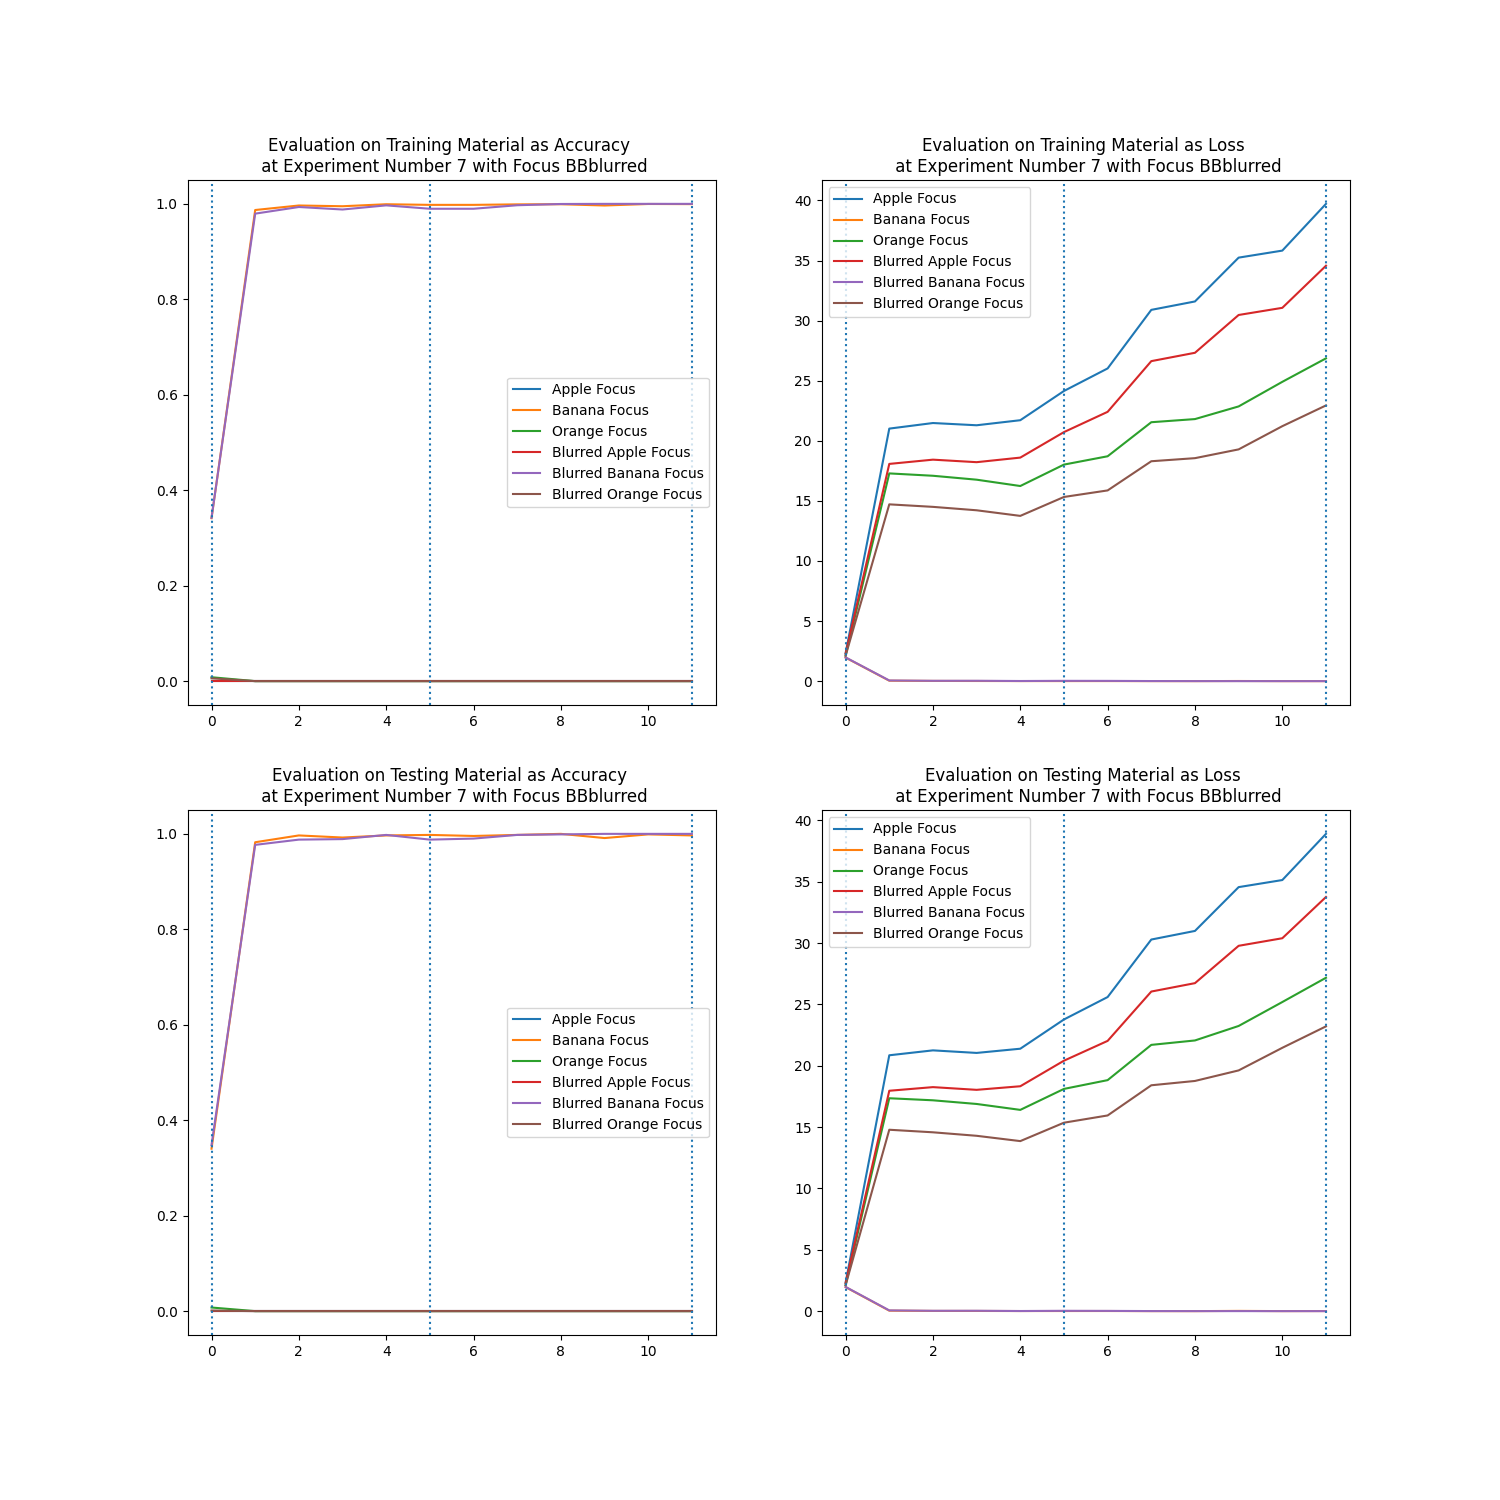 Evaluation on Training Material as Accuracy
at Experiment Number 7 with Focus BBblurred
1.0
0.8
0.6
0.4
0.2
0.0
Apple Focus
Banana Focus
Orange Focus
Blurred Apple Focus
Blurred Banana Focus
Blurred Orange Focus
0 2 4 6 8 10
Evaluation on Training Material as Loss
at Experiment Number 7 with Focus BBblurred
40
35
30
25
20
15
10
5
0
Apple Focus
Banana Focus
Orange Focus
Blurred Apple Focus
Blurred Banana Focus
Blurred Orange Focus
0 2 4 6 8 10
Evaluation on Testing Material as Accuracy
at Experiment Number 7 with Focus BBblurred
1.0
0.8
0.6
0.4
0.2
0.0
Apple Focus
Banana Focus
Orange Focus
Blurred Apple Focus
Blurred Banana Focus
Blurred Orange Focus
0 2 4 6 8 10
Evaluation on Testing Material as Loss
at Experiment Number 7 with Focus BBblurred
40
35
30
25
20
15
10
5
0
Apple Focus
Banana Focus
Orange Focus
Blurred Apple Focus
Blurred Banana Focus
Blurred Orange Focus
0 2 4 6 8 10